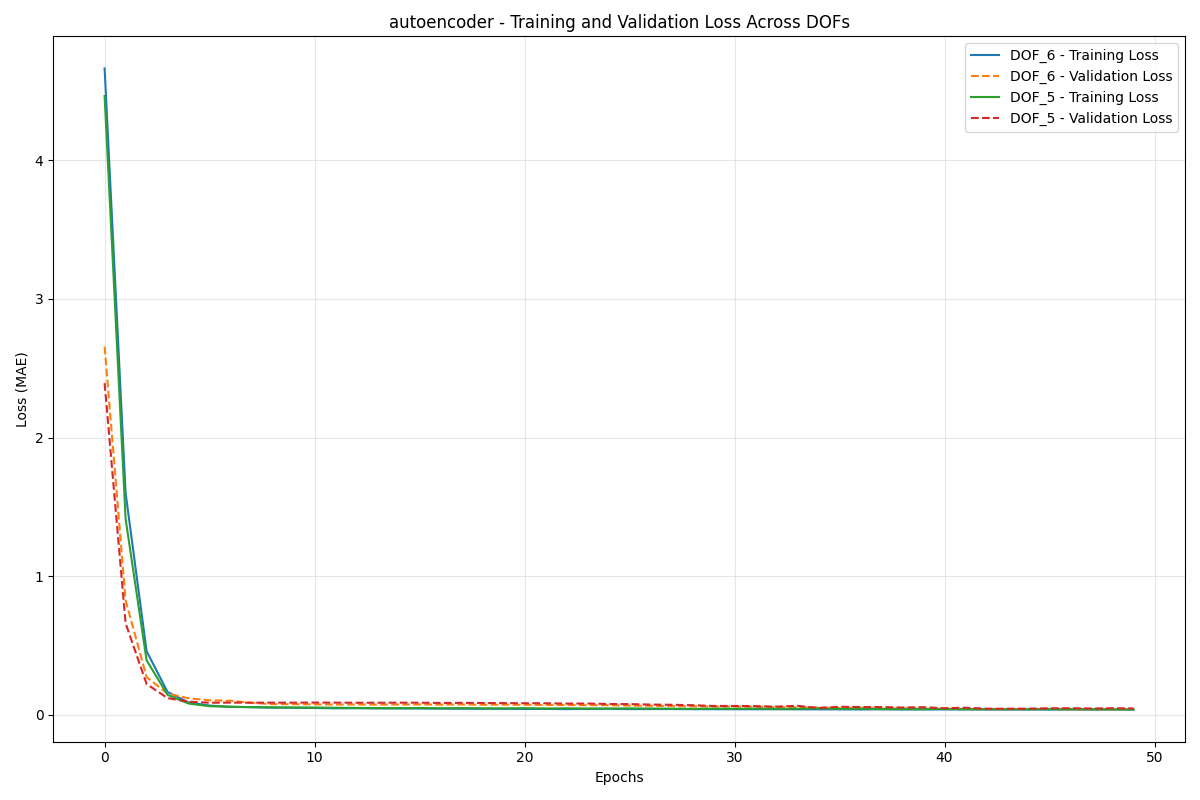 autoencoder - Training and Validation Loss Across DOFs
DOF_6 - Training Loss
DOF_6 - Validation Loss
DOF_5 - Training Loss
DOF_5 - Validation Loss
Loss (MAE)
4
3
2
1
0
0 10 20 30 40 50
Epochs